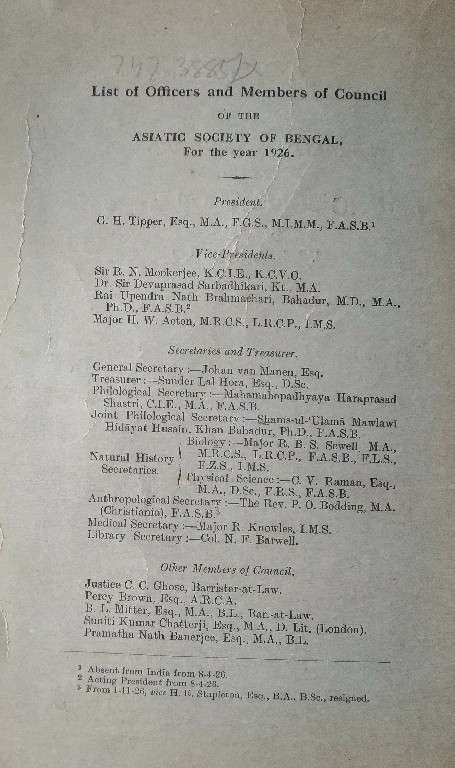 List of Officers and Members of Council
OF THE
ASIATIC SOCIETY OF BENGAL,
For the year 1926.
President.
G. H. Tipper, Esq., M.A., F.G.S., M.I.M.M., F.A.S.B.¹
Vice-Presidents.
Sir R. N. Mookerjee, K.C.I.E., K.C.V.O.
Dr. Sir Devaprasad Sarbadhikari, Kt., M.A.
Rai Upendra Nath Brahmachari, Bahadur, M.D., M.A.,
Ph.D., F.A.S.B.²
Major H. W. Acton, M.R.C.S., L.R.C.P., I.M.S.
Secretaries and Treasurer.
General Secretary :—Johan van Manen, Esq.
Treasurer :—Sunder Lal Hora, Esq., D.Sc.
Philological Secretary :—Mahamahopadhyaya Haraprasad
Shastri, C.I.E., M.A., F.A.S.B.
Joint Philological Secretary :—Shams-ul-'Ulamā Mawlawi
Hidāyat Husain, Khan Bahadur, Ph.D., F.A.S.B.
Biology :—Major R. B. S. Sewell, M.A.,
Natural History M.R.C.S., L.R.C.P., F.A.S.B., F.L.S.,
Secretaries. F.Z.S., I.M.S.
Physical Science :—C. V. Raman, Esq.,
M.A., D.Sc., F.R.S., F.A.S.B.
Anthropological Secretary :—The Rev. P. O. Bodding, M.A.
(Christiania), F.A.S.B.³
Medical Secretary :—Major R. Knowles, I.M.S.
Library Secretary :—Col. N. F. Barwell.
Other Members of Council.
Justice C. C. Ghose, Barrister-at-Law.
Percy Brown, Esq., A.R.C.A.
B. L. Mitter, Esq., M.A., B.L., Bar.-at-Law.
Suniti Kumar Chatterji, Esq., M.A., D. Lit. (London).
Pramatha Nath Banerjee, Esq., M.A., B.L.
¹ Absent from India from 8-4-26.
² Acting President from 8-4-26.
³ From 1-11-26, vice H. E. Stapleton, Esq., B.A., B.Sc., resigned.